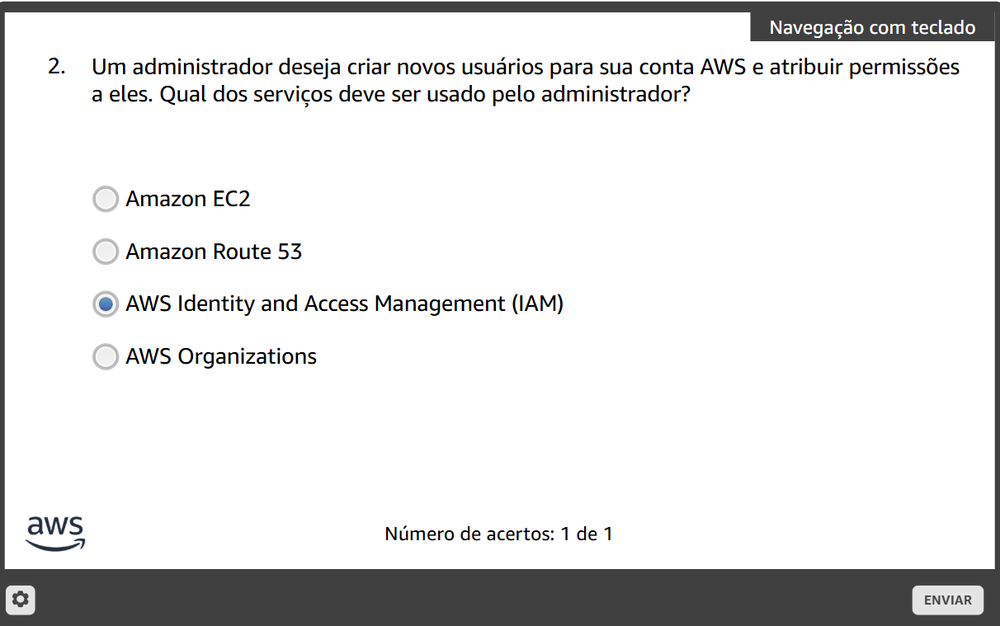 Navegação com teclado
2. Um administrador deseja criar novos usuários para sua conta AWS e atribuir permissões
a eles. Qual dos serviços deve ser usado pelo administrador?
Amazon EC2
Amazon Route 53
AWS Identity and Access Management (IAM)
AWS Organizations
aws
Número de acertos: 1 de 1
ENVIAR